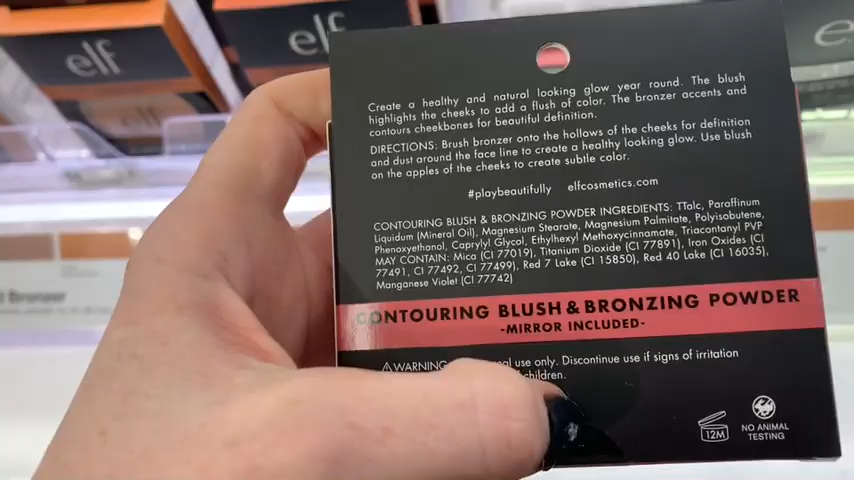 elf
elf
e
Create a healthy and natural looking glow year round. The blush
highlights the cheeks to add a flush of color. The bronzer accents and
contours cheekbones for beautiful definition.
DIRECTIONS: Brush bronzer onto the hollows of the cheeks for definition
and dust around the face line to create a healthy looking glow. Use blush
on the apples of the cheeks to create subtle color.
#playbeautifully elfcosmetics.com
CONTOURING BLUSH & BRONZING POWDER INGREDIENTS: TTalc, Paraffinum
Liquidum (Mineral Oil), Magnesium Stearate, Magnesium Palmitate, Polyisobutene,
Phenoxyethanol, Caprylyl Glycol, Ethylhexyl Methoxycinnamate, Triacontanyl PVP
MAY CONTAIN: Mica (CI 77019), Titanium Dioxide (CI 77891), Iron Oxides (CI
77491, CI 77492, CI 77499), Red 7 Lake (CI 15850), Red 40 Lake (CI 16035),
Manganese Violet (CI 77742)
CONTOURING BLUSH & BRONZING POWDER
-MIRROR INCLUDED-
WARNING use only. Discontinue use if signs of irritation
children.
12M
NO ANIMAL
TESTING
Bronzer